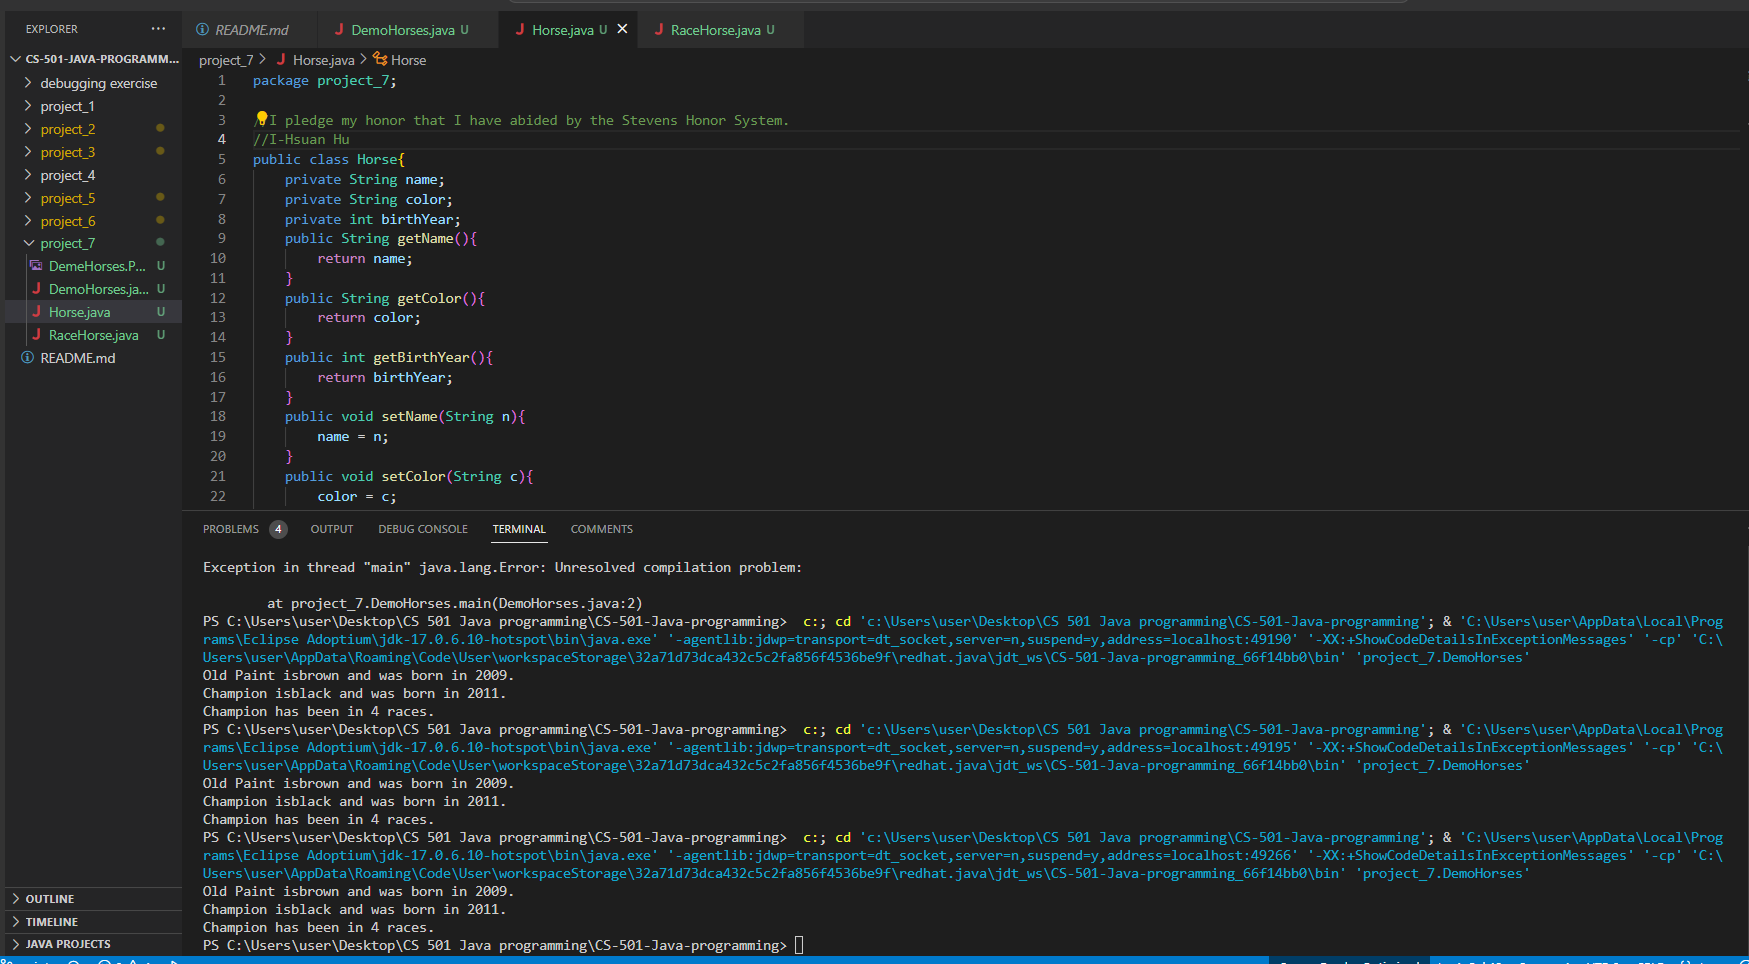 EXPLORER
CS-501-JAVA-PROGRAMM...
debugging exercise
project_1
project_2
project_3
project_4
project_5
project_6
project_7
DemeHorses.P... U
DemoHorses.ja... U
Horse.java U
RaceHorse.java U
README.md
OUTLINE
TIMELINE
JAVA PROJECTS
README.md DemoHorses.java U Horse.java U RaceHorse.java U
project_7 > Horse.java > Horse
1 package project_7;
2
3 //I pledge my honor that I have abided by the Stevens Honor System.
4 //I-Hsuan Hu
5 public class Horse{
6 private String name;
7 private String color;
8 private int birthYear;
9 public String getName(){
10 return name;
11 }
12 public String getColor(){
13 return color;
14 }
15 public int getBirthYear(){
16 return birthYear;
17 }
18 public void setName(String n){
19 name = n;
20 }
21 public void setColor(String c){
22 color = c;
PROBLEMS 4 OUTPUT DEBUG CONSOLE TERMINAL COMMENTS
Exception in thread "main" java.lang.Error: Unresolved compilation problem:
at project_7.DemoHorses.main(DemoHorses.java:2)
PS C:\Users\user\Desktop\CS 501 Java programming\CS-501-Java-programming> c:; cd 'c:\Users\user\Desktop\CS 501 Java programming\CS-501-Java-programming'; & 'C:\Users\user\AppData\Local\Prog
rams\Eclipse Adoptium\jdk-17.0.6.10-hotspot\bin\java.exe' '-agentlib:jdwp=transport=dt_socket,server=n,suspend=y,address=localhost:49190' '-XX:+ShowCodeDetailsInExceptionMessages' '-cp' 'C:\
Users\user\AppData\Roaming\Code\User\workspaceStorage\32a71d73dca432c5c2fa856f4536be9f\redhat.java\jdt_ws\CS-501-Java-programming_66f14bb0\bin' 'project_7.DemoHorses'
Old Paint isbrown and was born in 2009.
Champion isblack and was born in 2011.
Champion has been in 4 races.
PS C:\Users\user\Desktop\CS 501 Java programming\CS-501-Java-programming> c:; cd 'c:\Users\user\Desktop\CS 501 Java programming\CS-501-Java-programming'; & 'C:\Users\user\AppData\Local\Prog
rams\Eclipse Adoptium\jdk-17.0.6.10-hotspot\bin\java.exe' '-agentlib:jdwp=transport=dt_socket,server=n,suspend=y,address=localhost:49195' '-XX:+ShowCodeDetailsInExceptionMessages' '-cp' 'C:\
Users\user\AppData\Roaming\Code\User\workspaceStorage\32a71d73dca432c5c2fa856f4536be9f\redhat.java\jdt_ws\CS-501-Java-programming_66f14bb0\bin' 'project_7.DemoHorses'
Old Paint isbrown and was born in 2009.
Champion isblack and was born in 2011.
Champion has been in 4 races.
PS C:\Users\user\Desktop\CS 501 Java programming\CS-501-Java-programming> c:; cd 'c:\Users\user\Desktop\CS 501 Java programming\CS-501-Java-programming'; & 'C:\Users\user\AppData\Local\Prog
rams\Eclipse Adoptium\jdk-17.0.6.10-hotspot\bin\java.exe' '-agentlib:jdwp=transport=dt_socket,server=n,suspend=y,address=localhost:49266' '-XX:+ShowCodeDetailsInExceptionMessages' '-cp' 'C:\
Users\user\AppData\Roaming\Code\User\workspaceStorage\32a71d73dca432c5c2fa856f4536be9f\redhat.java\jdt_ws\CS-501-Java-programming_66f14bb0\bin' 'project_7.DemoHorses'
Old Paint isbrown and was born in 2009.
Champion isblack and was born in 2011.
Champion has been in 4 races.
PS C:\Users\user\Desktop\CS 501 Java programming\CS-501-Java-programming>